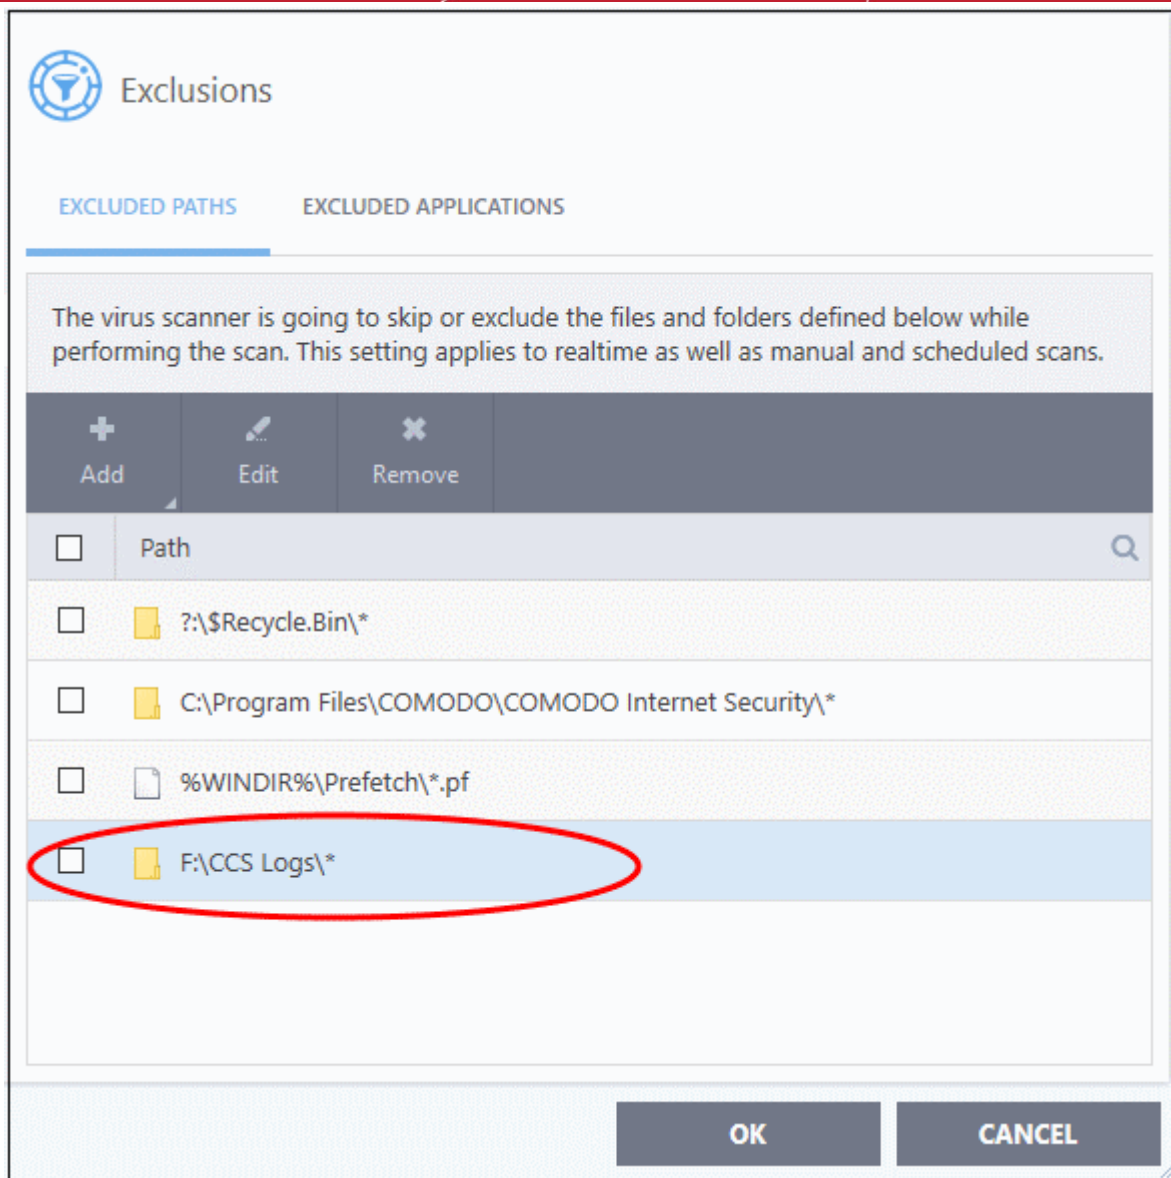 Exclusions
EXCLUDED PATHS EXCLUDED APPLICATIONS
The virus scanner is going to skip or exclude the files and folders defined below while
performing the scan. This setting applies to realtime as well as manual and scheduled scans.
Add Edit Remove
Path
?:\$Recycle.Bin\*
C:\Program Files\COMODO\COMODO Internet Security\*
%WINDIR%\Prefetch\*.pf
F:\CCS Logs\*
OK CANCEL